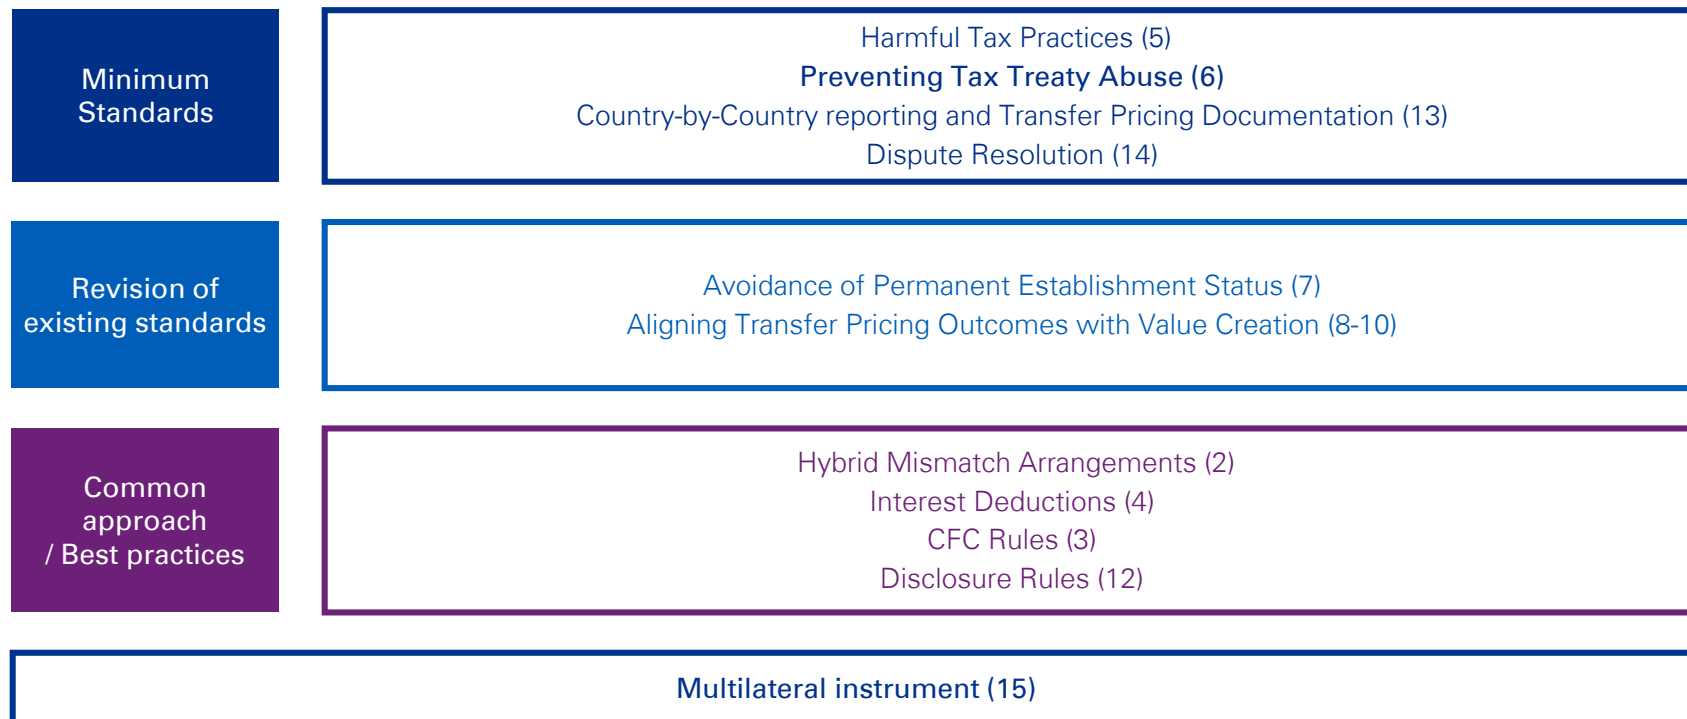 Minimum
Standards
Harmful Tax Practices (5)
Preventing Tax Treaty Abuse (6)
Country-by-Country reporting and Transfer Pricing Documentation (13)
Dispute Resolution (14)
Revision of
existing standards
Avoidance of Permanent Establishment Status (7)
Aligning Transfer Pricing Outcomes with Value Creation (8-10)
Common
approach
/ Best practices
Hybrid Mismatch Arrangements (2)
Interest Deductions (4)
CFC Rules (3)
Disclosure Rules (12)
Multilateral instrument (15)